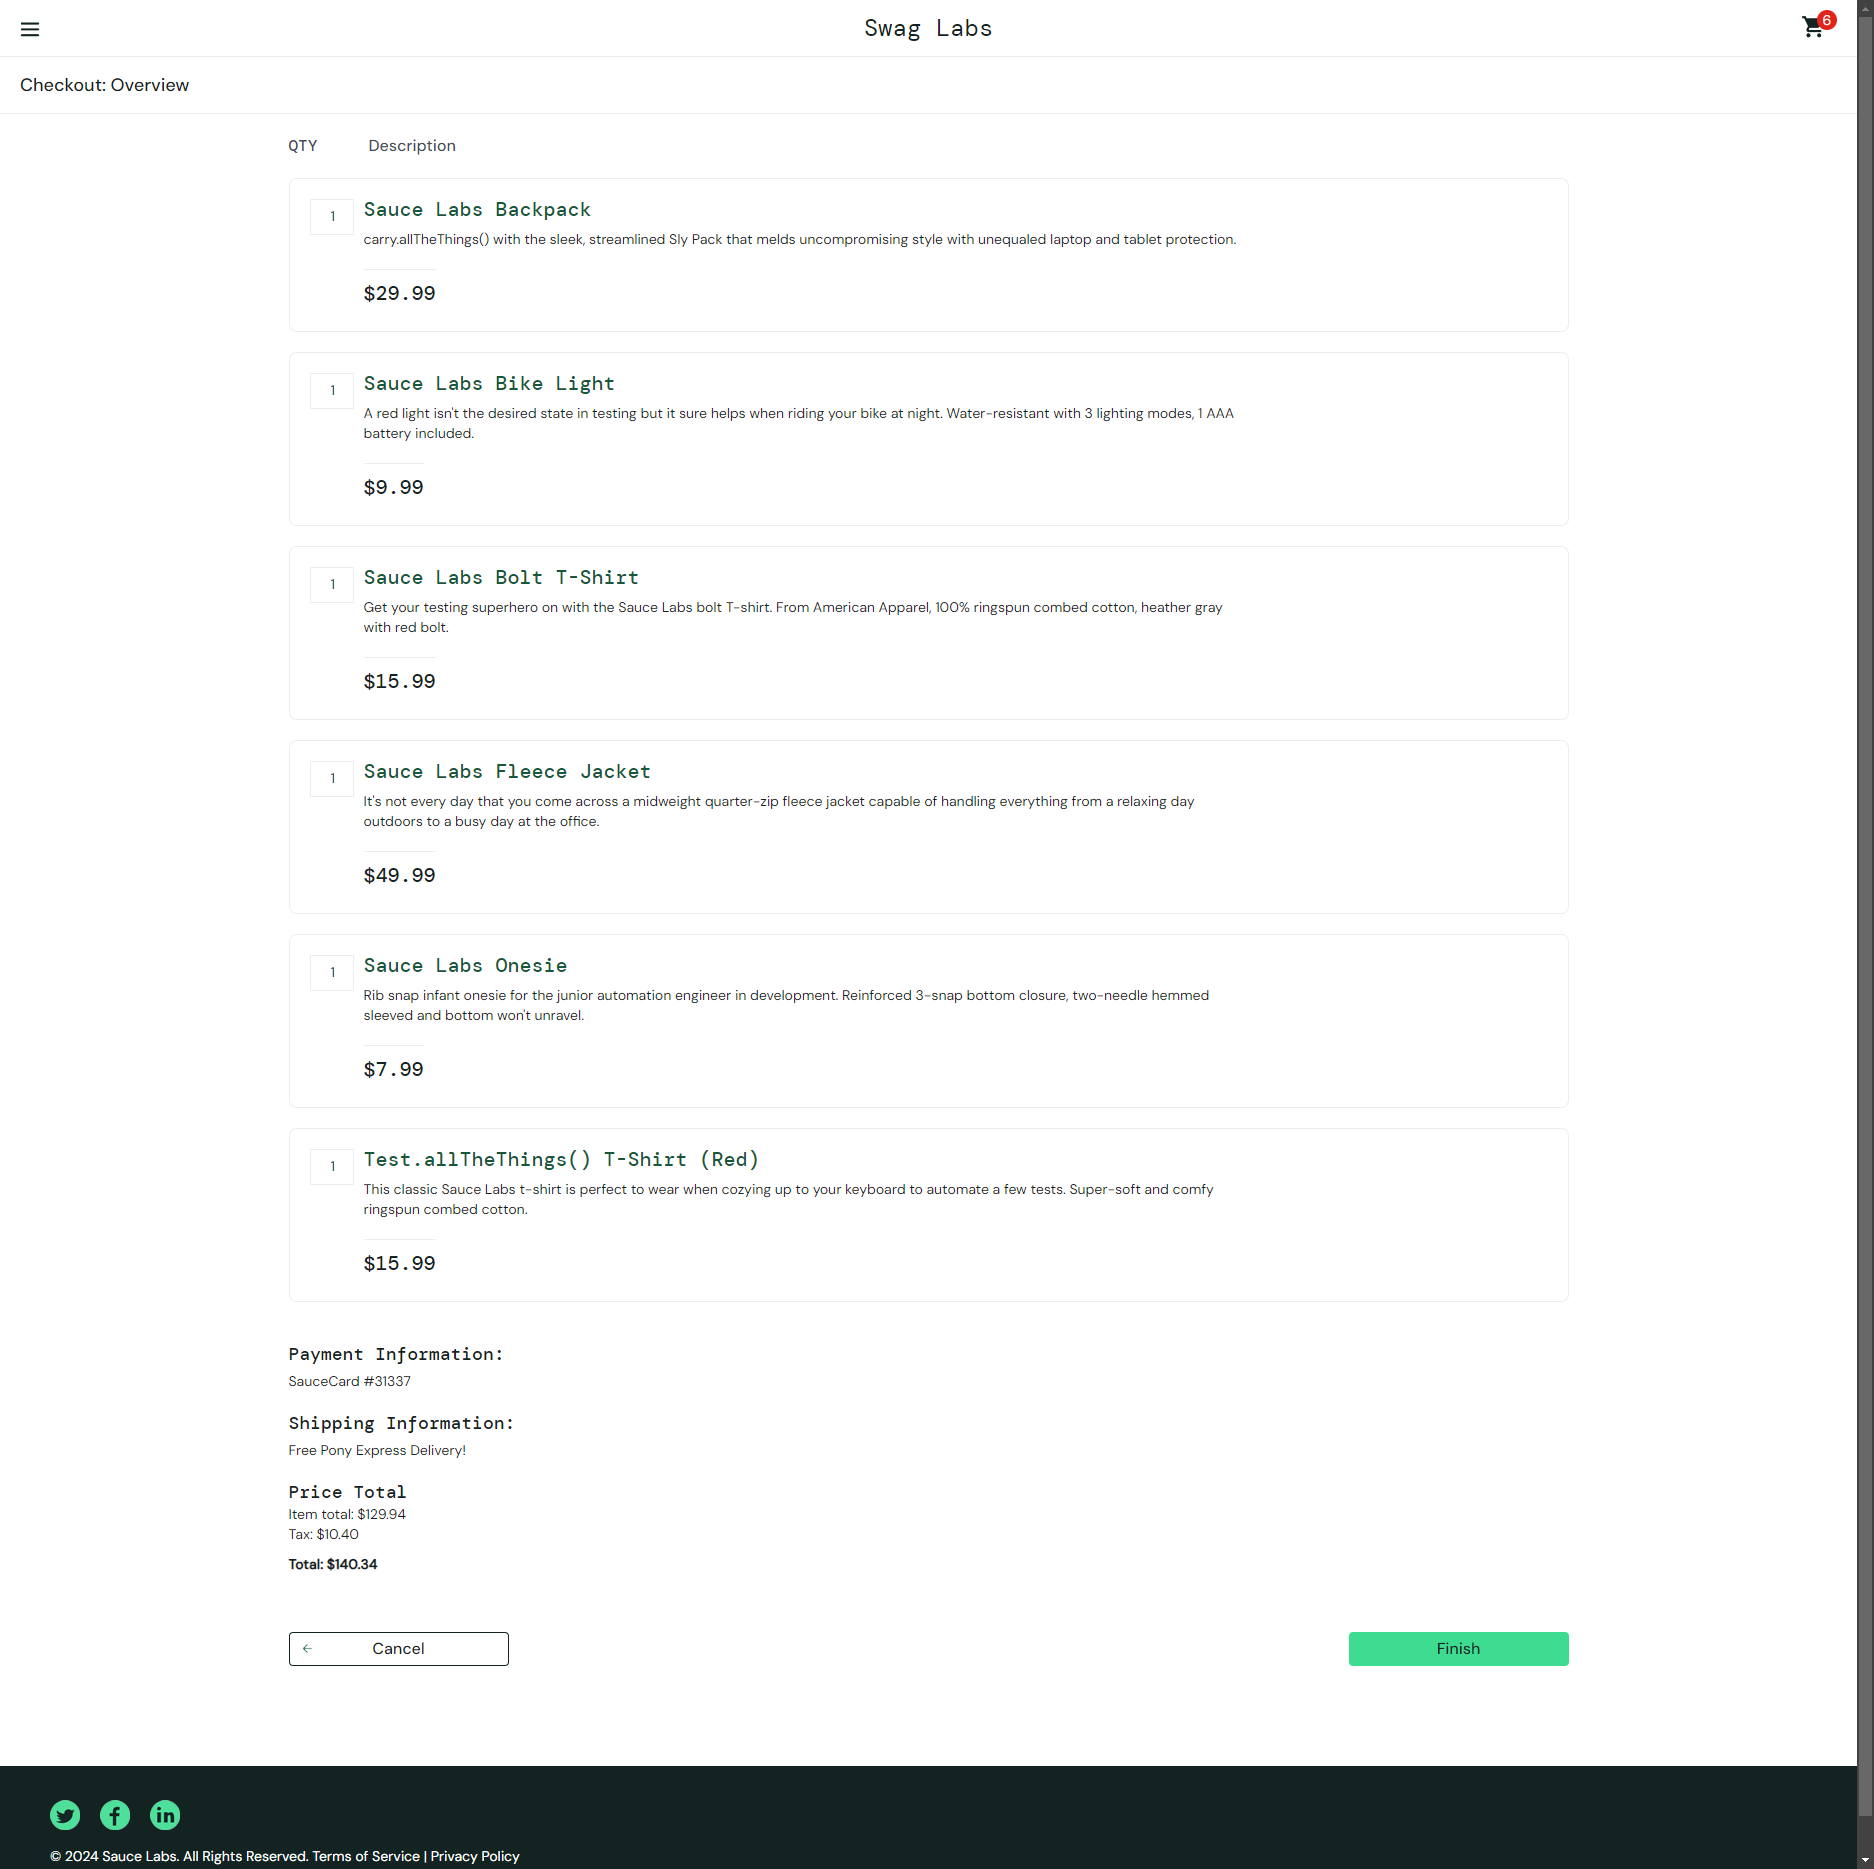 Swag Labs
6
Checkout: Overview
QTY Description
1
Sauce Labs Backpack
carry.allTheThings() with the sleek, streamlined Sly Pack that melds uncompromising style with unequaled laptop and tablet protection.
$29.99
1
Sauce Labs Bike Light
A red light isn't the desired state in testing but it sure helps when riding your bike at night. Water-resistant with 3 lighting modes, 1 AAA
battery included.
$9.99
1
Sauce Labs Bolt T-Shirt
Get your testing superhero on with the Sauce Labs bolt T-shirt. From American Apparel, 100% ringspun combed cotton, heather gray
with red bolt.
$15.99
1
Sauce Labs Fleece Jacket
It's not every day that you come across a midweight quarter-zip fleece jacket capable of handling everything from a relaxing day
outdoors to a busy day at the office.
$49.99
1
Sauce Labs Onesie
Rib snap infant onesie for the junior automation engineer in development. Reinforced 3-snap bottom closure, two-needle hemmed
sleeved and bottom won't unravel.
$7.99
1
Test.allTheThings() T-Shirt (Red)
This classic Sauce Labs t-shirt is perfect to wear when cozying up to your keyboard to automate a few tests. Super-soft and comfy
ringspun combed cotton.
$15.99
Payment Information:
SauceCard #31337
Shipping Information:
Free Pony Express Delivery!
Price Total
Item total: $129.94
Tax: $10.40
Total: $140.34
Cancel
Finish
© 2024 Sauce Labs. All Rights Reserved. Terms of Service | Privacy Policy